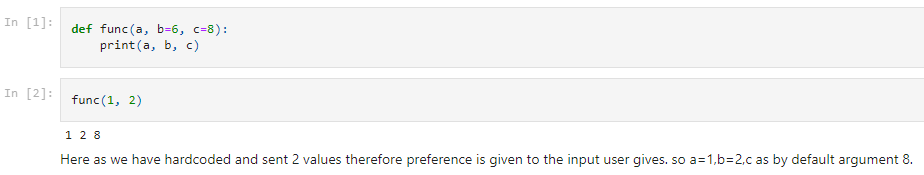 In [1]: def func(a, b=6, c=8):
    print(a, b, c)
In [2]: func(1, 2)
1 2 8
Here as we have hardcoded and sent 2 values therefore preference is given to the input user gives. so a=1,b=2,c as by default argument 8.